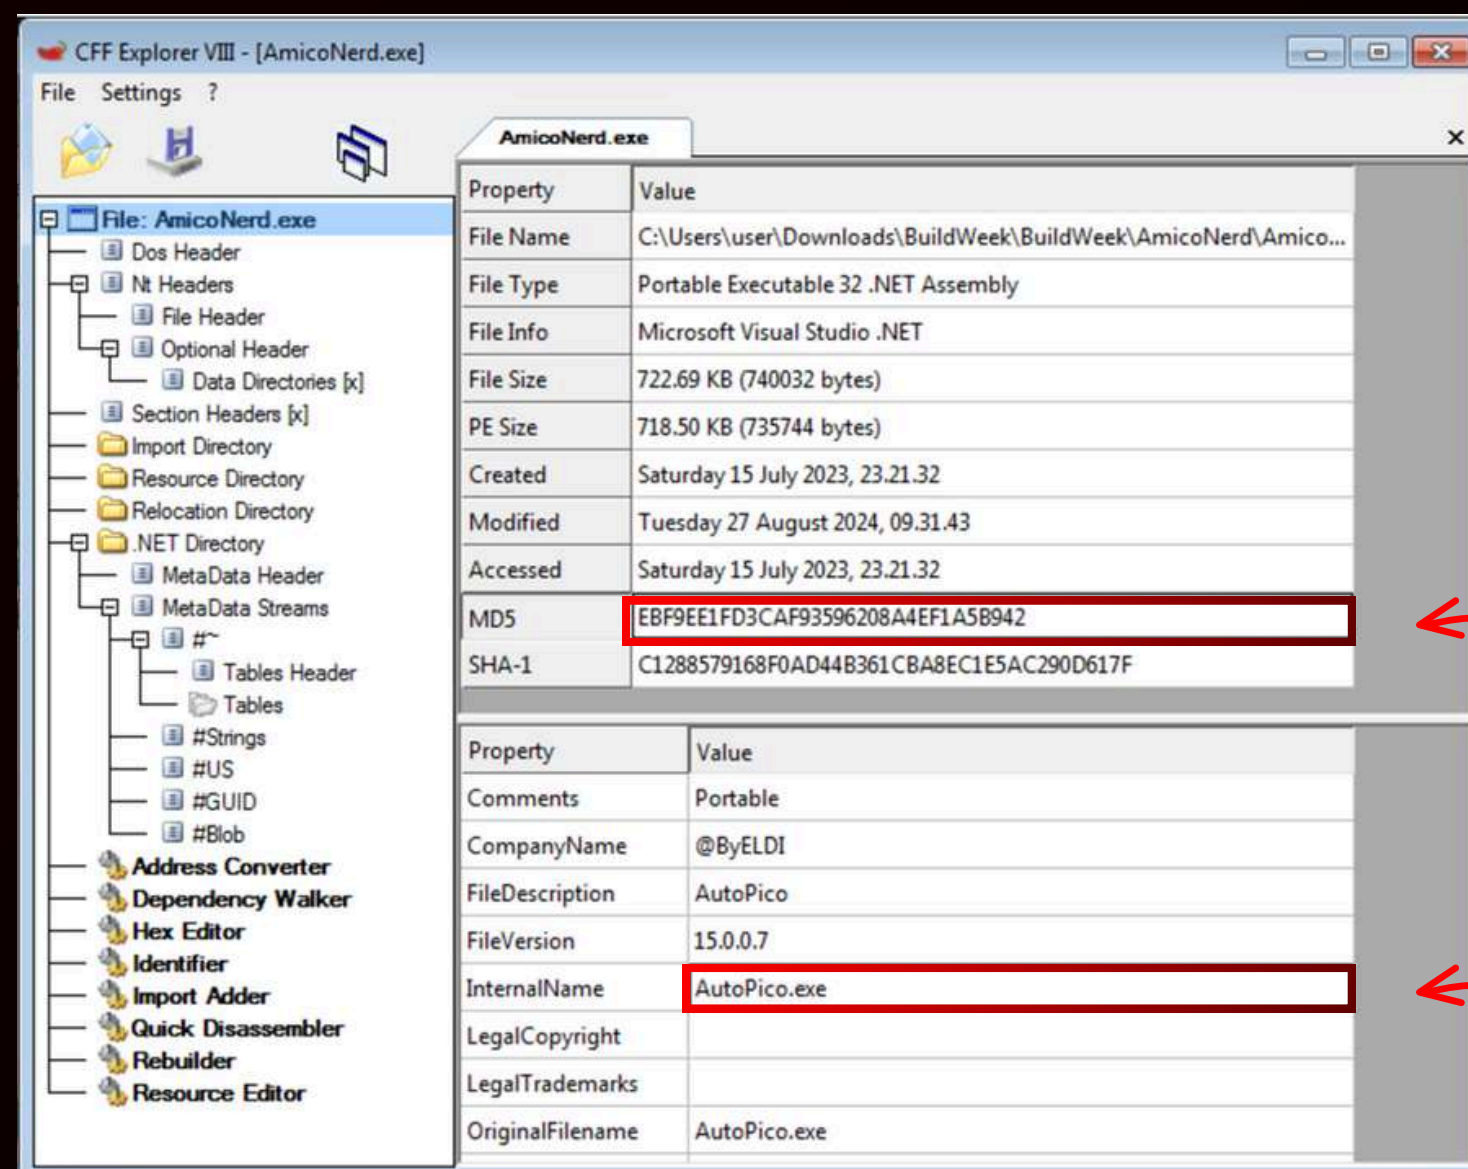 CFF Explorer VIII - [AmicoNerd.exe]
File Settings ?
AmicoNerd.exe
File: AmicoNerd.exe
Dos Header
Nt Headers
File Header
Optional Header
Data Directories [x]
Section Headers [x]
Import Directory
Resource Directory
Relocation Directory
.NET Directory
MetaData Header
MetaData Streams
#~
Tables Header
Tables
#Strings
#US
#GUID
#Blob
Address Converter
Dependency Walker
Hex Editor
Identifier
Import Adder
Quick Disassembler
Rebuilder
Resource Editor
Property Value
File Name C:\Users\user\Downloads\BuildWeek\BuildWeek\AmicoNerd\Amico...
File Type Portable Executable 32 .NET Assembly
File Info Microsoft Visual Studio .NET
File Size 722.69 KB (740032 bytes)
PE Size 718.50 KB (735744 bytes)
Created Saturday 15 July 2023, 23.21.32
Modified Tuesday 27 August 2024, 09.31.43
Accessed Saturday 15 July 2023, 23.21.32
MD5 EBF9EE1FD3CAF93596208A4EF1A5B942
SHA-1 C1288579168F0AD44B361CBA8EC1E5AC290D617F
Property Value
Comments Portable
CompanyName @ByELDI
FileDescription AutoPico
FileVersion 15.0.0.7
InternalName AutoPico.exe
LegalCopyright
LegalTrademarks
OriginalFilename AutoPico.exe